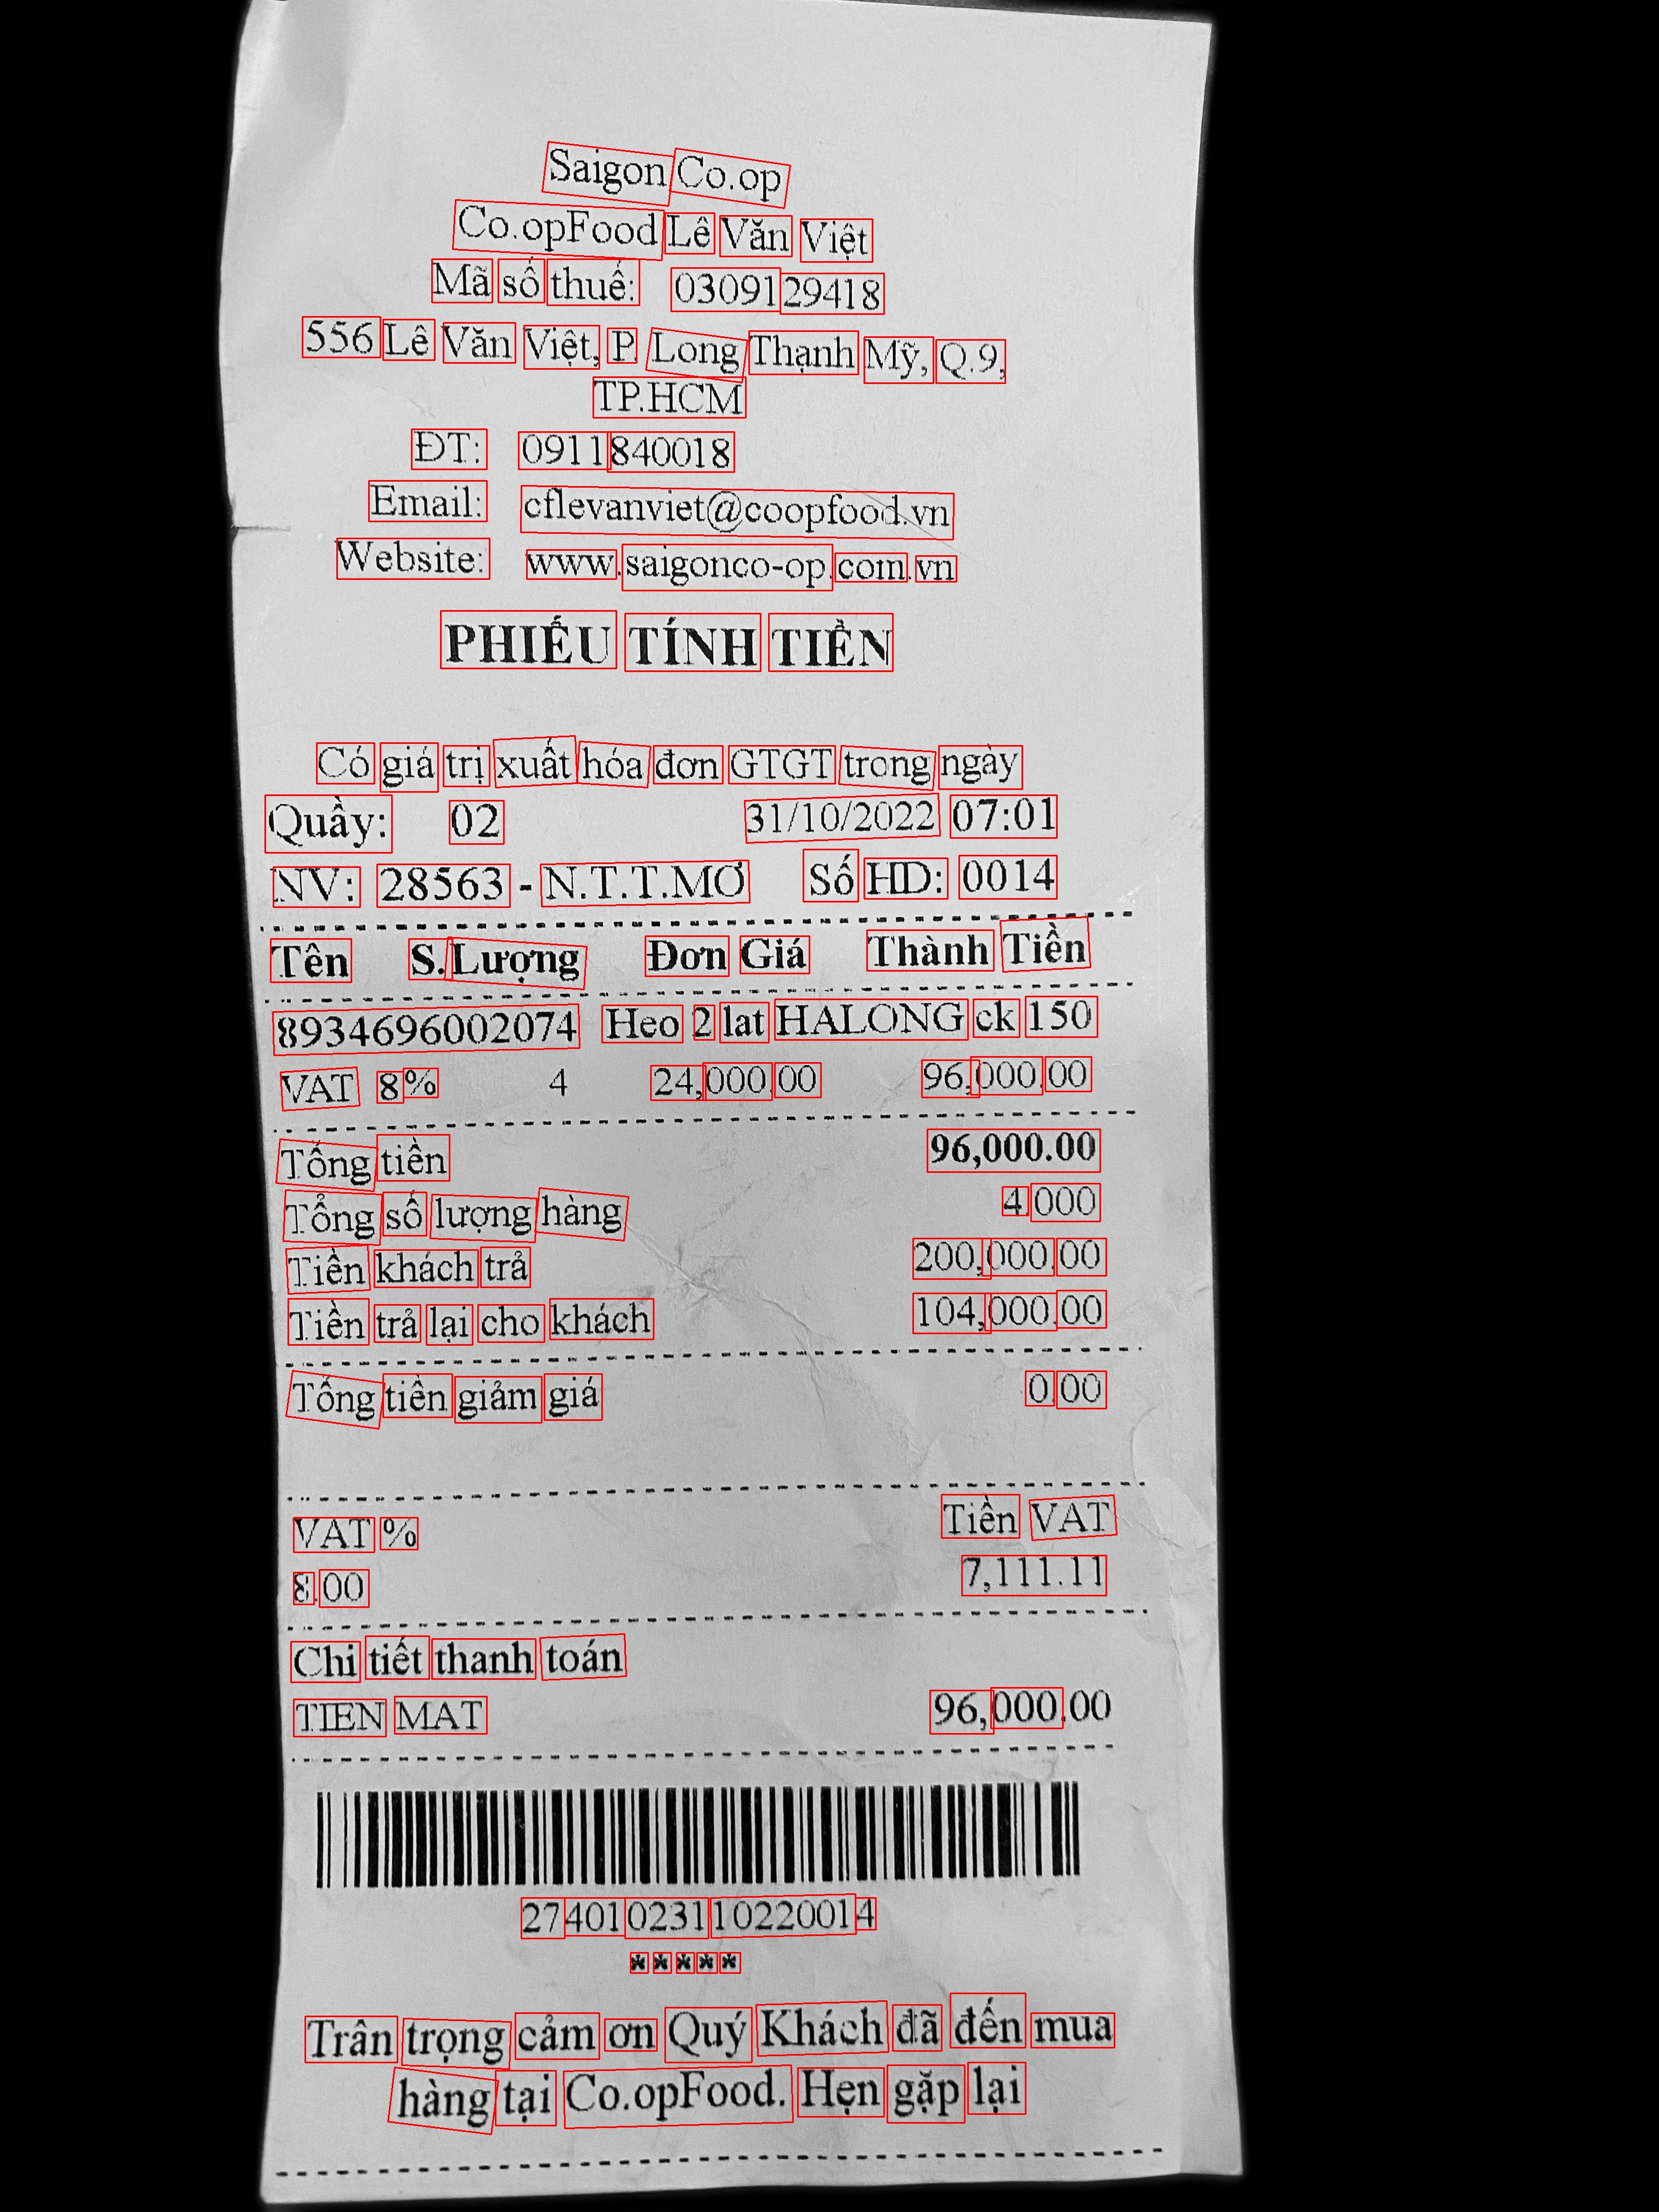 Saigon Co.op
Co.opFood Lê Văn Việt
Mã số thuế: 0309129418
556 Lê Văn Việt, P. Long Thạnh Mỹ, Q.9,
TP.HCM
ĐT: 0911840018
Email: cflevanviet@coopfood.vn
Website: www.saigonco-op.com.vn
PHIẾU TÍNH TIỀN
Có giá trị xuất hóa đơn GTGT trong ngày
Quầy: 02 31/10/2022 07:01
NV: 28563 - N.T.T.MƠ Số HD: 0014
Tên S.Lượng Đơn Giá Thành Tiền
8934696002074 Heo 2 lat HALONG ck 150
VAT 8% 4 24,000.00 96,000.00
Tổng tiền 96,000.00
Tổng số lượng hàng 4.000
Tiền khách trả 200,000.00
Tiền trả lại cho khách 104,000.00
Tổng tiền giảm giá 0.00
VAT % Tiền VAT
8.00 7,111.11
Chi tiết thanh toán
TIEN MAT 96,000.00
274010231102200​14
*****
Trân trọng cảm ơn Quý Khách đã đến mua
hàng tại Co.opFood. Hẹn gặp lại